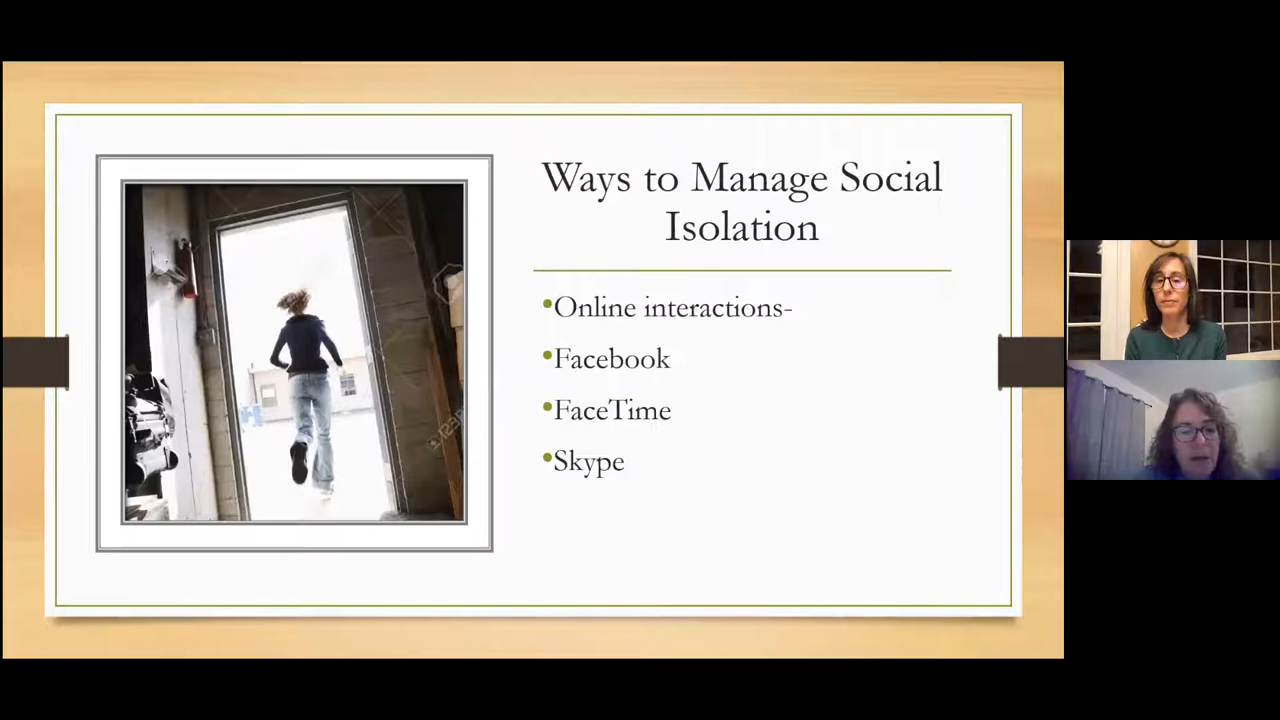 Ways to Manage Social
Isolation
•Online interactions-
•Facebook
•FaceTime
•Skype